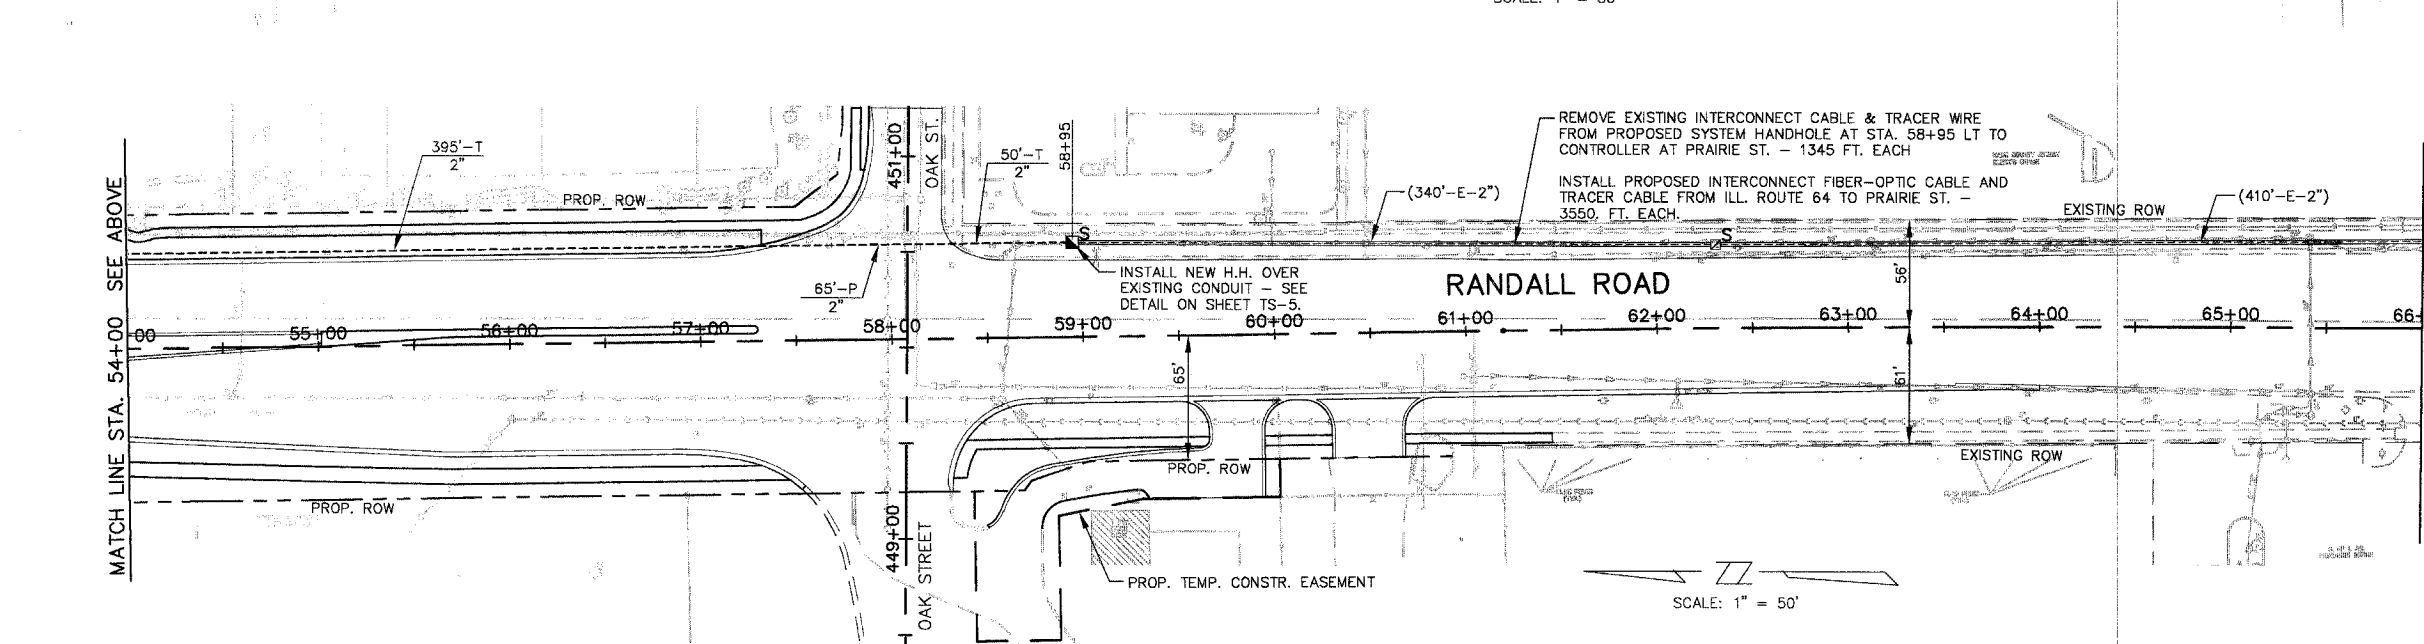 MATCH LINE STA. 54+00 SEE ABOVE
395'-T
2"
PROP. ROW
451+00
OAK ST.
50'-T
2"
58+95
S
REMOVE EXISTING INTERCONNECT CABLE & TRACER WIRE
FROM PROPOSED SYSTEM HANDHOLE AT STA. 58+95 LT TO
CONTROLLER AT PRAIRIE ST. – 1345 FT. EACH
INSTALL PROPOSED INTERCONNECT FIBER-OPTIC CABLE AND
TRACER CABLE FROM ILL. ROUTE 64 TO PRAIRIE ST. –
3550. FT. EACH.
(340'-E-2")
S
EXISTING ROW
(410'-E-2")
65'-P
2"
INSTALL NEW H.H. OVER
EXISTING CONDUIT – SEE
DETAIL ON SHEET TS-5.
RANDALL ROAD
56'
00
55+00
56+00
57+00
58+00
59+00
60+00
61+00
62+00
63+00
64+00
65+00
66+
65'
61'
PROP. ROW
EXISTING ROW
PROP. ROW
449+00
OAK STREET
PROP. TEMP. CONSTR. EASEMENT
SCALE: 1" = 50'